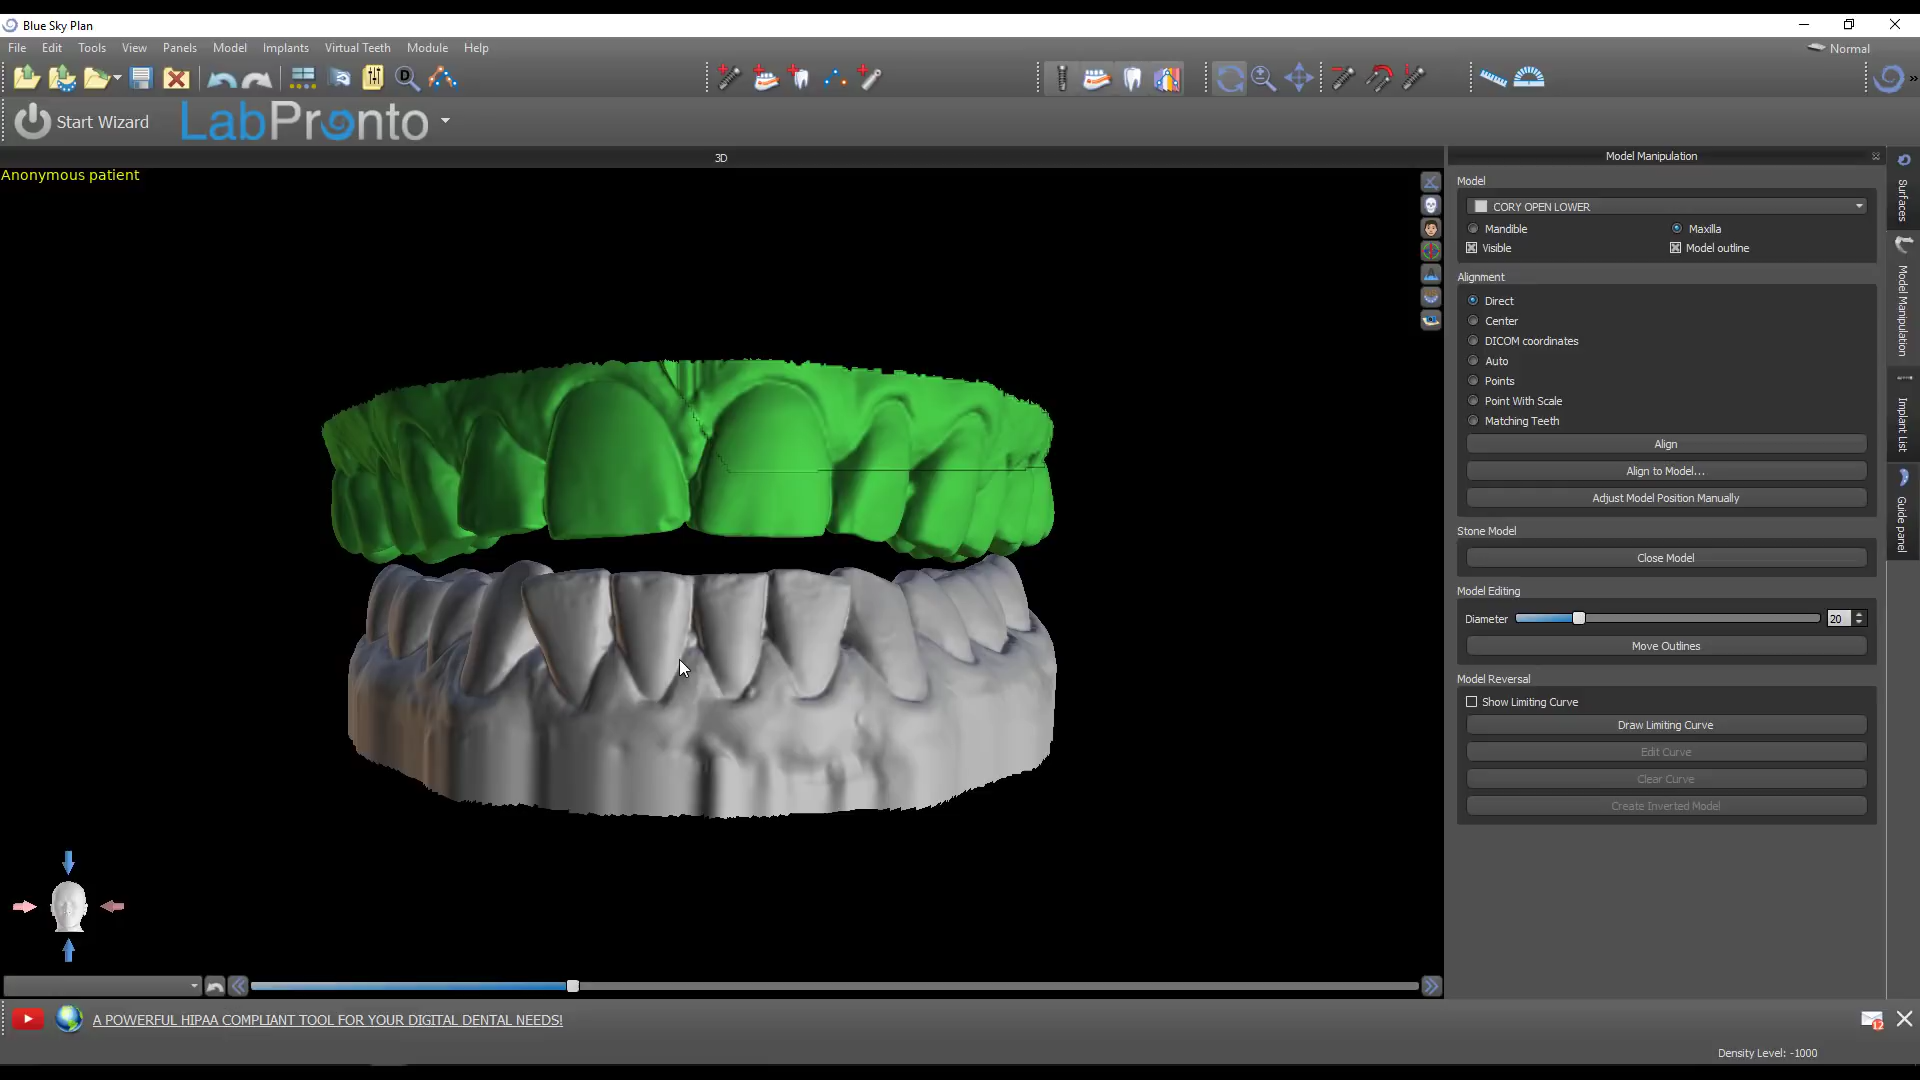 Blue Sky Plan
File Edit Tools View Panels Model Implants Virtual Teeth Module Help
Normal
D
Start Wizard LabPronto
3D
Anonymous patient
Model Manipulation
Model
CORY OPEN LOWER
Mandible Maxilla
Visible Model outline
Alignment
Direct
Center
DICOM coordinates
Auto
Points
Point With Scale
Matching Teeth
Align
Align to Model...
Adjust Model Position Manually
Stone Model
Close Model
Model Editing
Diameter 20
Move Outlines
Model Reversal
Show Limiting Curve
Draw Limiting Curve
Edit Curve
Clear Curve
Create Inverted Model
Surfaces
Model Manipulation
Implant List
Guide panel
A POWERFUL HIPAA COMPLIANT TOOL FOR YOUR DIGITAL DENTAL NEEDS!
12
Density Level: -1000